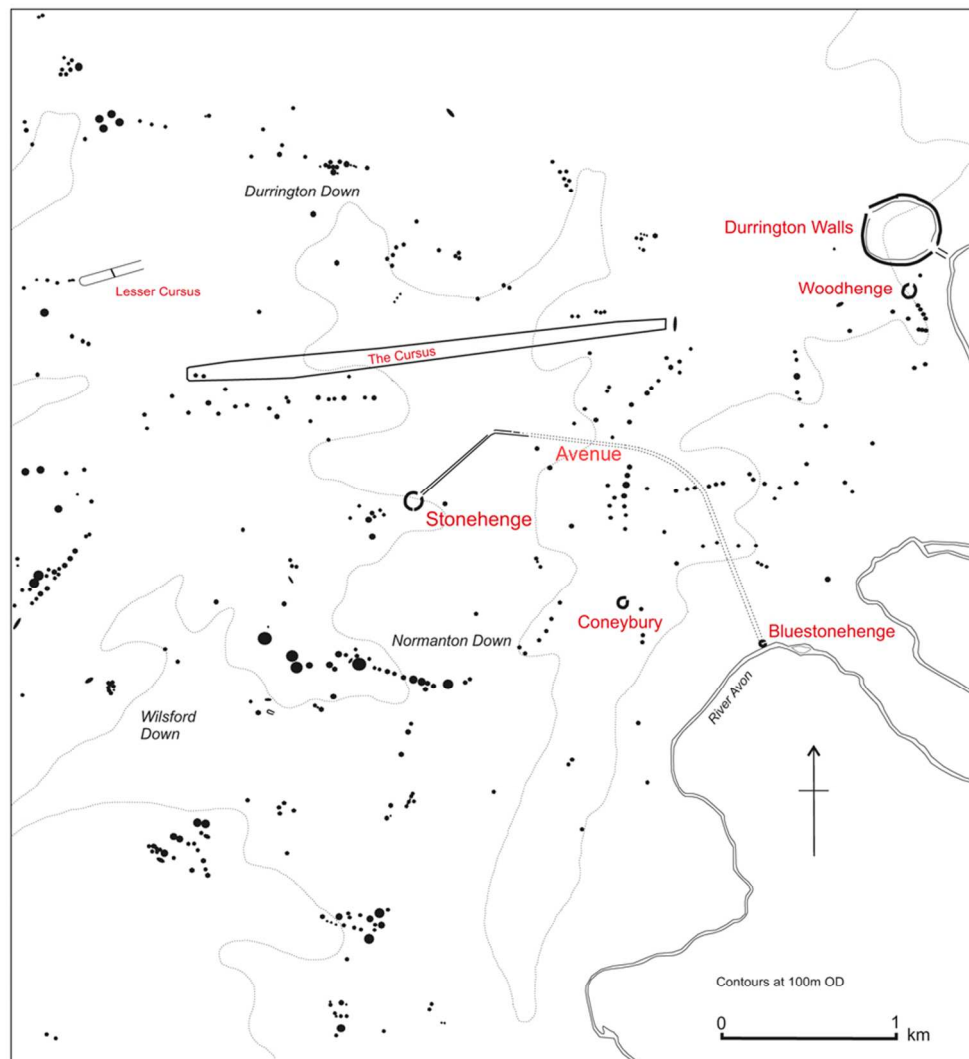 Durrington Down
Durrington Walls
Woodhenge
Lesser Cursus
The Cursus
Avenue
Stonehenge
Coneybury
Bluestonehenge
Normanton Down
River Avon
Wilsford
Down
Contours at 100m OD
0 1
km